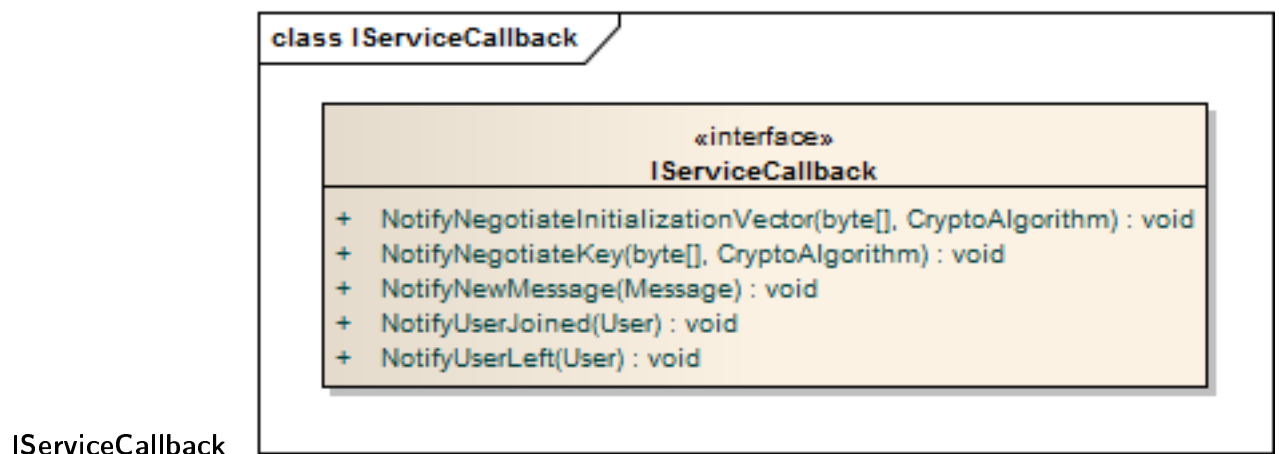 class IServiceCallback
«interface»
IServiceCallback
+ NotifyNegotiateInitializationVector(byte[], CryptoAlgorithm) : void
+ NotifyNegotiateKey(byte[], CryptoAlgorithm) : void
+ NotifyNewMessage(Message) : void
+ NotifyUserJoined(User) : void
+ NotifyUserLeft(User) : void
IServiceCallback